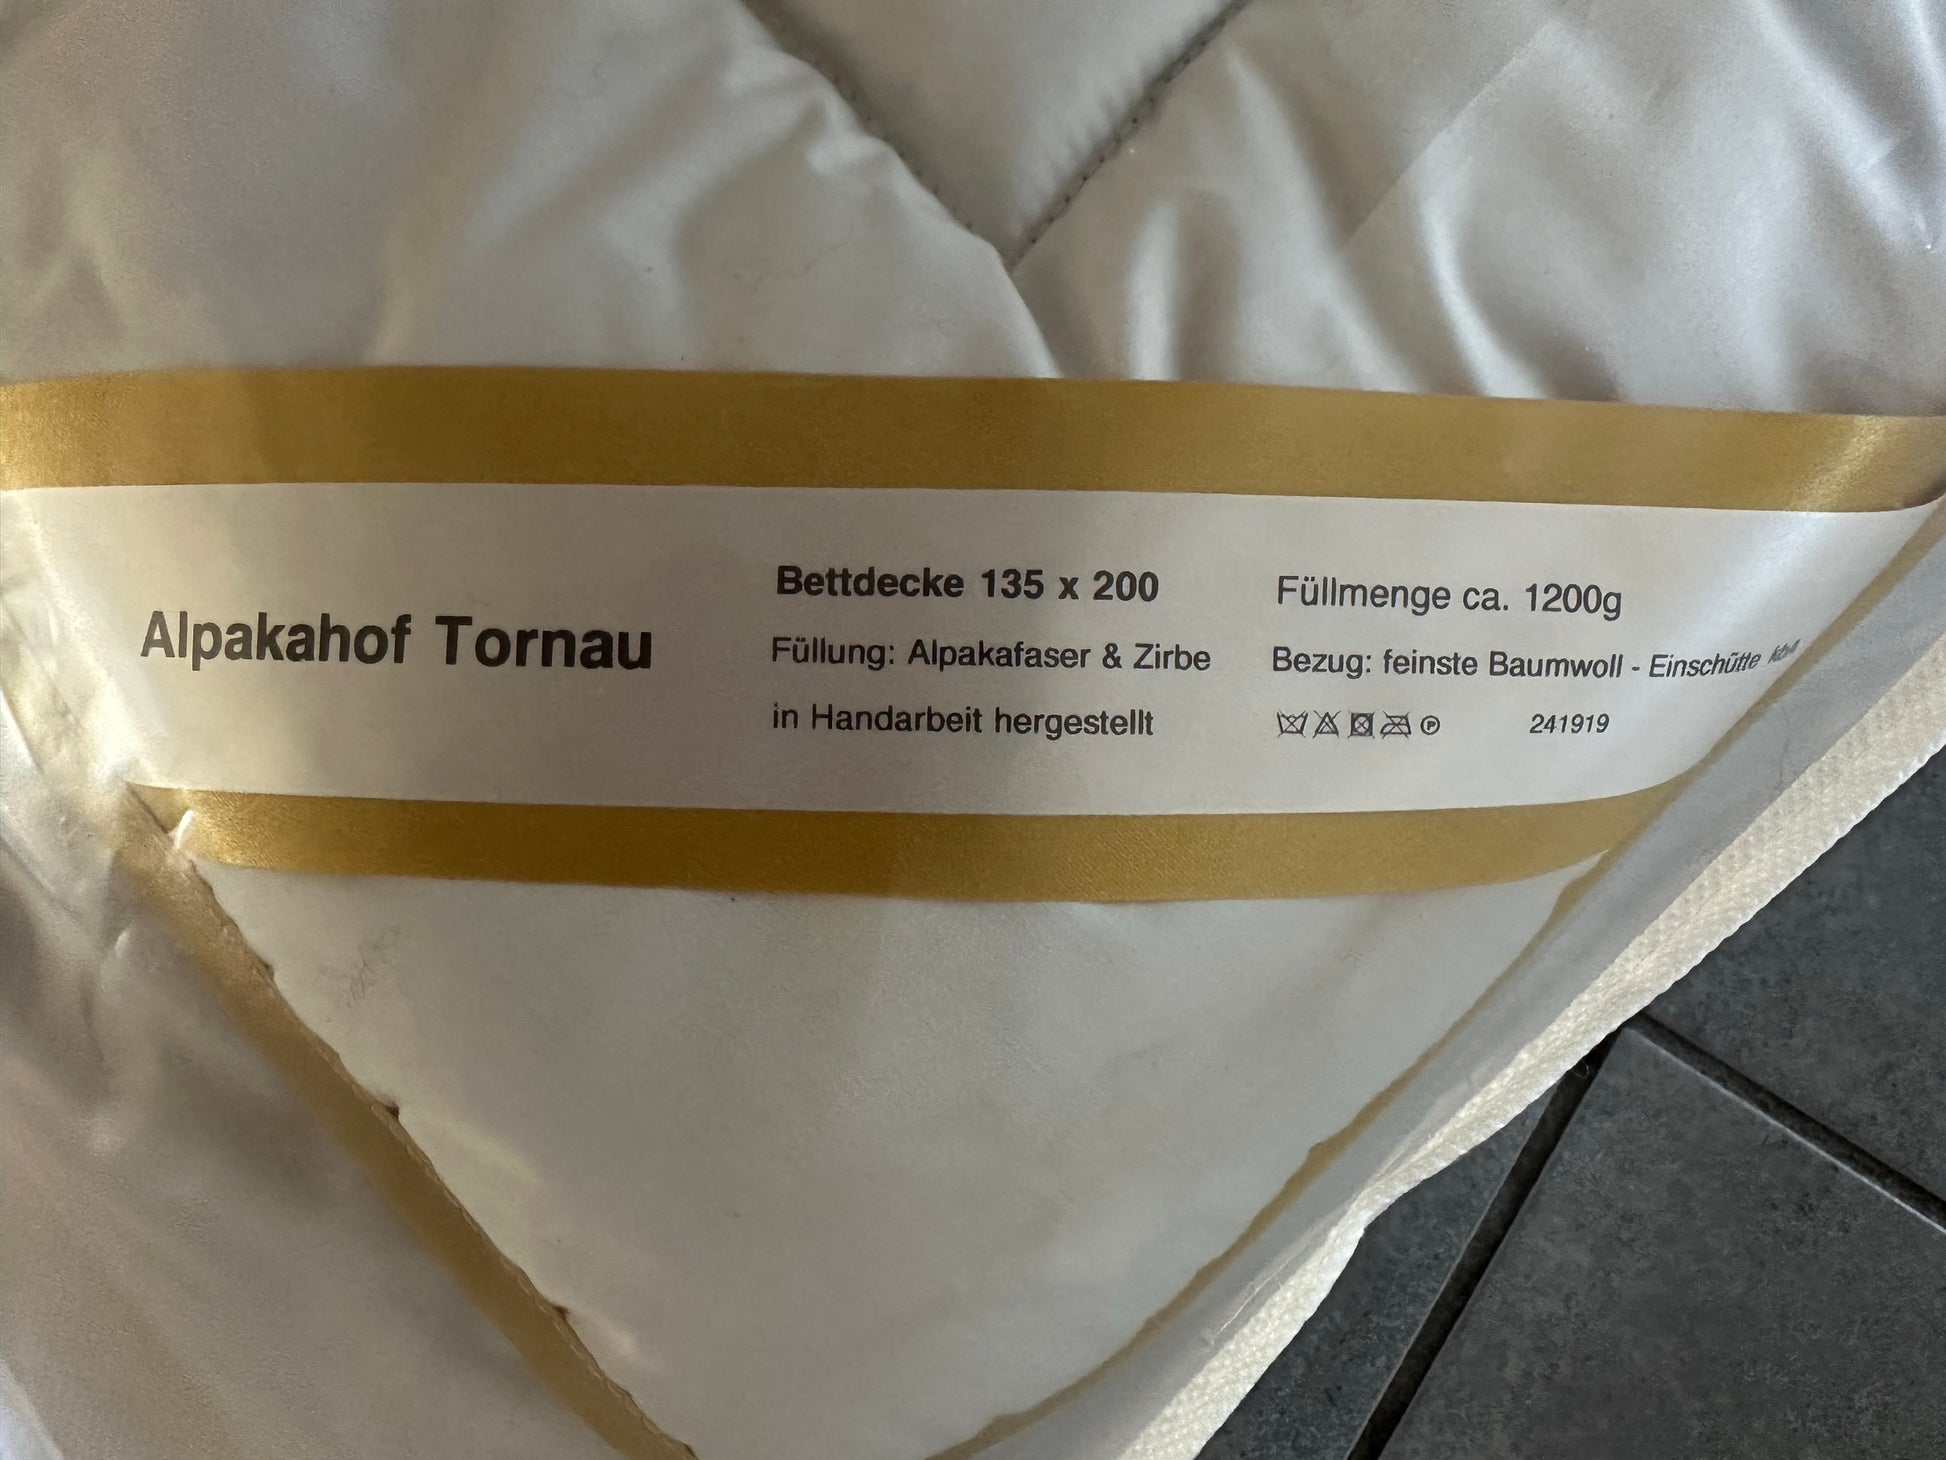 Alpakahof Tornau
Bettdecke 135 x 200
Füllung: Alpakafaser & Zirbe
in Handarbeit hergestellt
Füllmenge ca. 1200g
Bezug: feinste Baumwoll - Einschütte kbA
241919